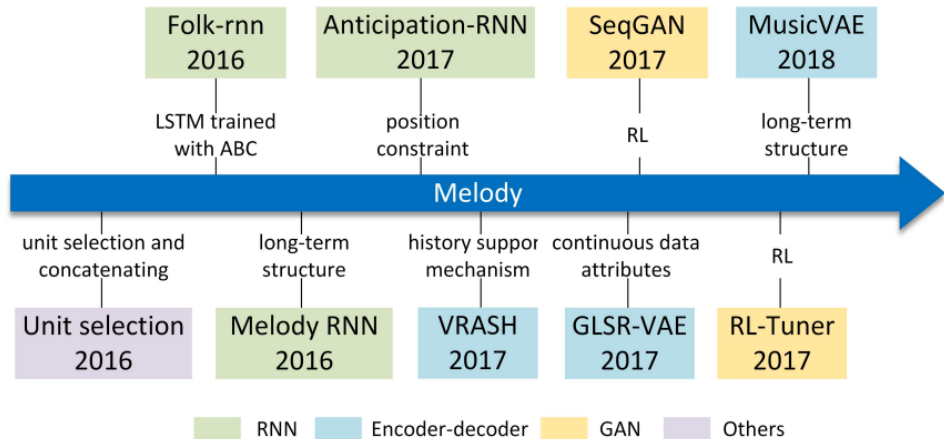 Folk-rnn
2016
Anticipation-RNN
2017
SeqGAN
2017
MusicVAE
2018
LSTM trained
with ABC
position
constraint
RL
long-term
structure
Melody
unit selection and
concatenating
long-term
structure
history suppor
mechanism
continuous data
attributes
RL
Unit selection
2016
Melody RNN
2016
VRASH
2017
GLSR-VAE
2017
RL-Tuner
2017
RNN
Encoder-decoder
GAN
Others